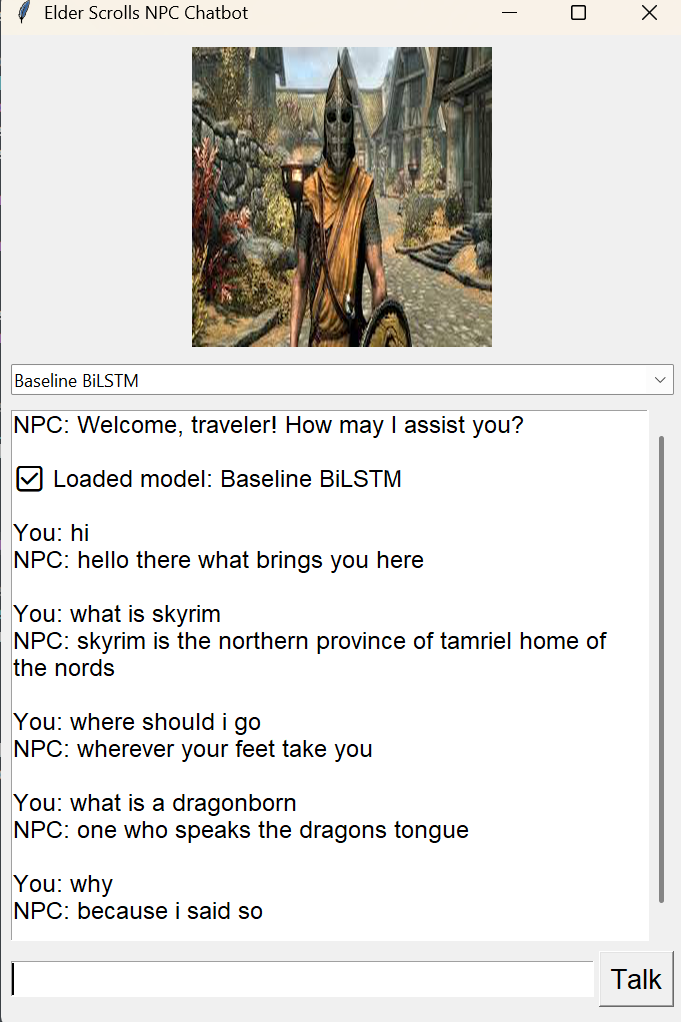 Elder Scrolls NPC Chatbot
Baseline BiLSTM
NPC: Welcome, traveler! How may I assist you?
Loaded model: Baseline BiLSTM
You: hi
NPC: hello there what brings you here
You: what is skyrim
NPC: skyrim is the northern province of tamriel home of
the nords
You: where should i go
NPC: wherever your feet take you
You: what is a dragonborn
NPC: one who speaks the dragons tongue
You: why
NPC: because i said so
Talk